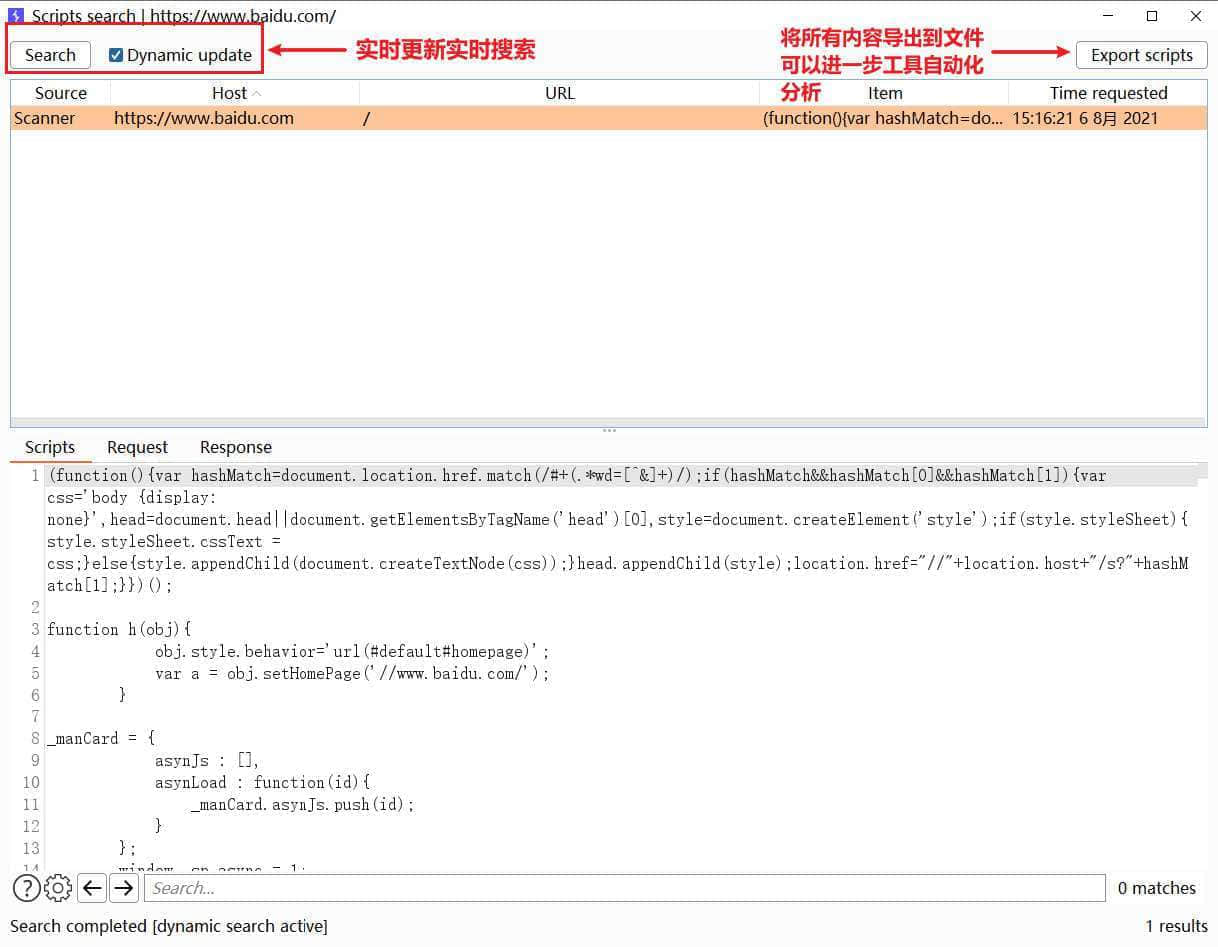 Scripts search | https://www.baidu.com/
Search
Dynamic update
实时更新实时搜索
将所有内容导出到文件
可以进一步工具自动化
分析
Export scripts
Source Host URL Item Time requested
Scanner https://www.baidu.com / (function(){var hashMatch=do... 15:16:21 6 8月 2021
Scripts Request Response
1 (function(){var hashMatch=document.location.href.match(/#+(.*wd=[^&]+)/);if(hashMatch&&hashMatch[0]&&hashMatch[1]){var
css='body {display:
none}',head=document.head||document.getElementsByTagName('head')[0],style=document.createElement('style');if(style.styleSheet){
style.styleSheet.cssText =
css;}else{style.appendChild(document.createTextNode(css));}head.appendChild(style);location.href="//"+location.host+"/s?"+hashM
atch[1];}})();
2
3 function h(obj){
4 obj.style.behavior='url(#default#homepage)';
5 var a = obj.setHomePage('//www.baidu.com/');
6 }
7
8 _manCard = {
9 asynJs : [],
10 asynLoad : function(id){
11 _manCard.asynJs.push(id);
12 }
13 };
14 window._sp_async = 1;
Search...
0 matches
Search completed [dynamic search active]
1 results